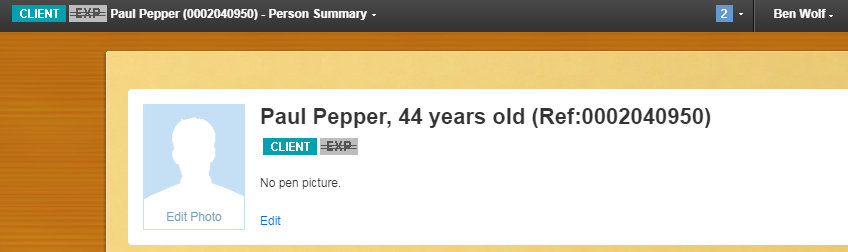 CLIENT EXP Paul Pepper (0002040950) - Person Summary 2 Ben Wolf
Paul Pepper, 44 years old (Ref:0002040950)
CLIENT EXP
No pen picture.
Edit Photo
Edit